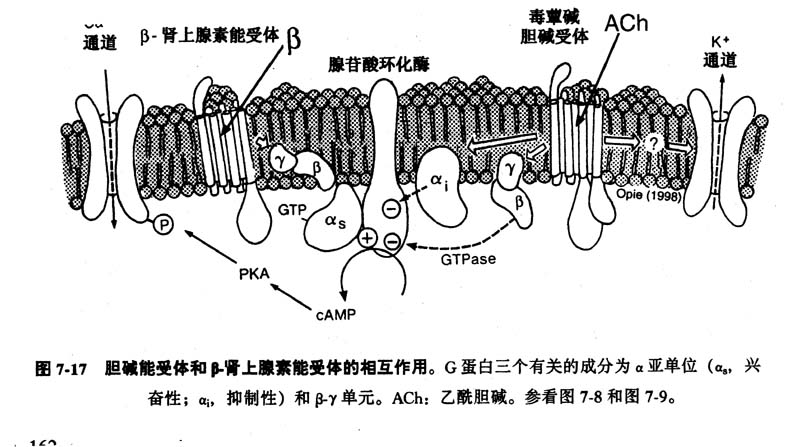 通道
β-肾上腺素能受体
β
腺苷酸环化酶
毒蕈碱
胆碱受体
ACh
K+
通道
?
γ
β
αi
γ
β
Opie (1998)
GTP
αs
−
P
+
−
GTPase
PKA
cAMP
图 7-17 胆碱能受体和β-肾上腺素能受体的相互作用。G 蛋白三个有关的成分为 α 亚单位（αs，兴
奋性；αi，抑制性）和 β-γ 单元。ACh：乙酰胆碱。参看图 7-8 和图 7-9。